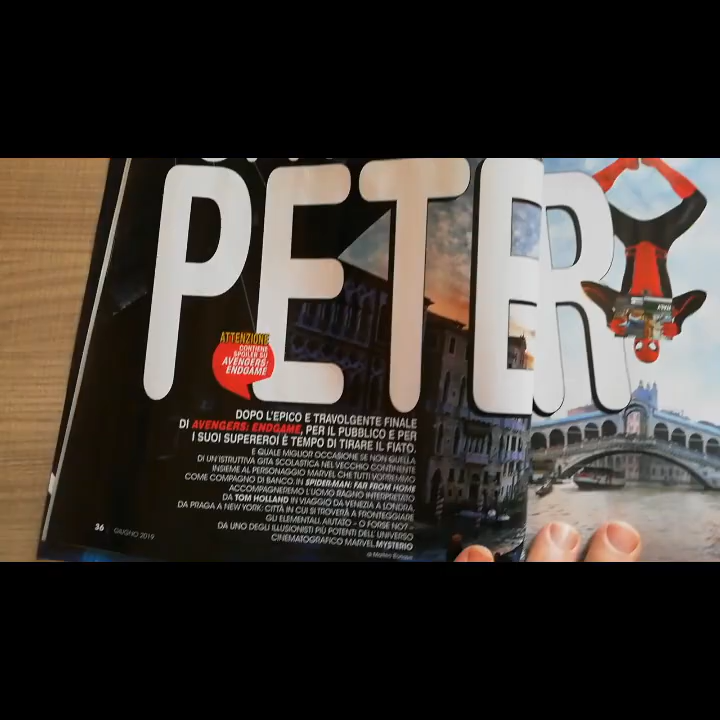 PETER
ATTENZIONE
CONTIENE
SPOILER SU
AVENGERS:
ENDGAME
DOPO L'EPICO E TRAVOLGENTE FINALE
DI AVENGERS: ENDGAME, PER IL PUBBLICO E PER
I SUOI SUPEREROI È TEMPO DI TIRARE IL FIATO.
E QUALE MIGLIOR OCCASIONE SE NON QUELLA
DI UN'ISTRUTTIVA GITA SCOLASTICA NEL VECCHIO CONTINENTE
INSIEME AL PERSONAGGIO MARVEL CHE TUTTI VORREMMO
COME COMPAGNO DI BANCO. IN SPIDER-MAN: FAR FROM HOME
ACCOMPAGNEREMO L'UOMO RAGNO INTERPRETATO
DA TOM HOLLAND IN VIAGGIO DA VENEZIA A LONDRA,
DA PRAGA A NEW YORK: CITTÀ IN CUI SI TROVERÀ A FRONTEGGIARE
GLI ELEMENTALI, AIUTATO – O FORSE NO? –
DA UNO DEGLI ILLUSIONISTI PIÙ POTENTI DELL'UNIVERSO
CINEMATOGRAFICO MARVEL, MYSTERIO
di Matteo
36 GIUGNO 2019